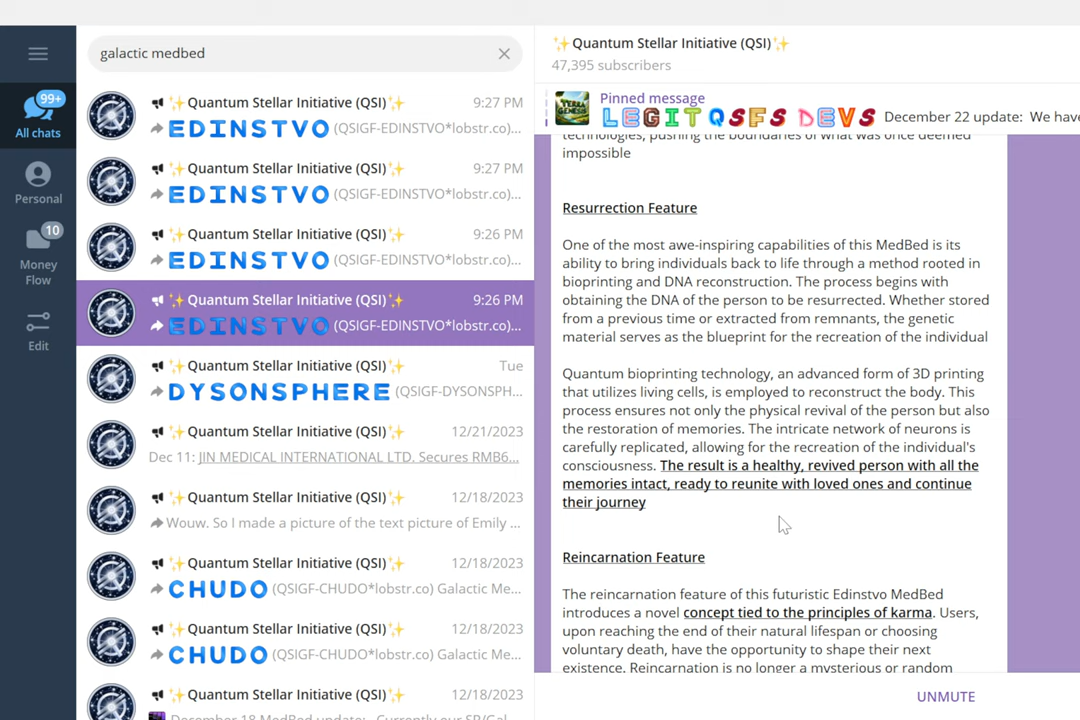 galactic medbed
99+
All chats
Personal
10
Money
Flow
Edit
✨Quantum Stellar Initiative (QSI)✨ 9:27 PM
EDINSTVO (QSIGF-EDINSTVO*lobstr.co)...
✨Quantum Stellar Initiative (QSI)✨ 9:27 PM
EDINSTVO (QSIGF-EDINSTVO*lobstr.co)...
✨Quantum Stellar Initiative (QSI)✨ 9:26 PM
EDINSTVO (QSIGF-EDINSTVO*lobstr.co)...
✨Quantum Stellar Initiative (QSI)✨ 9:26 PM
EDINSTVO (QSIGF-EDINSTVO*lobstr.co)...
✨Quantum Stellar Initiative (QSI)✨ Tue
DYSONSPHERE (QSIGF-DYSONSPH...
✨Quantum Stellar Initiative (QSI)✨ 12/21/2023
Dec 11: JIN MEDICAL INTERNATIONAL LTD. Secures RMB6...
✨Quantum Stellar Initiative (QSI)✨ 12/18/2023
Wouw. So I made a picture of the text picture of Emily ...
✨Quantum Stellar Initiative (QSI)✨ 12/18/2023
CHUDO (QSIGF-CHUDO*lobstr.co) Galactic Me...
✨Quantum Stellar Initiative (QSI)✨ 12/18/2023
CHUDO (QSIGF-CHUDO*lobstr.co) Galactic Me...
✨Quantum Stellar Initiative (QSI)✨ 12/18/2023
December 18 MedBed update: Currently our SP/Gal...
✨Quantum Stellar Initiative (QSI)✨
47,395 subscribers
TERRA GENESIS
Pinned message
LEGIT QSFS DEVS December 22 update: We have
technologies, pushing the boundaries of what was once deemed
impossible
Resurrection Feature
One of the most awe-inspiring capabilities of this MedBed is its
ability to bring individuals back to life through a method rooted in
bioprinting and DNA reconstruction. The process begins with
obtaining the DNA of the person to be resurrected. Whether stored
from a previous time or extracted from remnants, the genetic
material serves as the blueprint for the recreation of the individual
Quantum bioprinting technology, an advanced form of 3D printing
that utilizes living cells, is employed to reconstruct the body. This
process ensures not only the physical revival of the person but also
the restoration of memories. The intricate network of neurons is
carefully replicated, allowing for the recreation of the individual's
consciousness. The result is a healthy, revived person with all the
memories intact, ready to reunite with loved ones and continue
their journey
Reincarnation Feature
The reincarnation feature of this futuristic Edinstvo MedBed
introduces a novel concept tied to the principles of karma. Users,
upon reaching the end of their natural lifespan or choosing
voluntary death, have the opportunity to shape their next
existence. Reincarnation is no longer a mysterious or random
UNMUTE